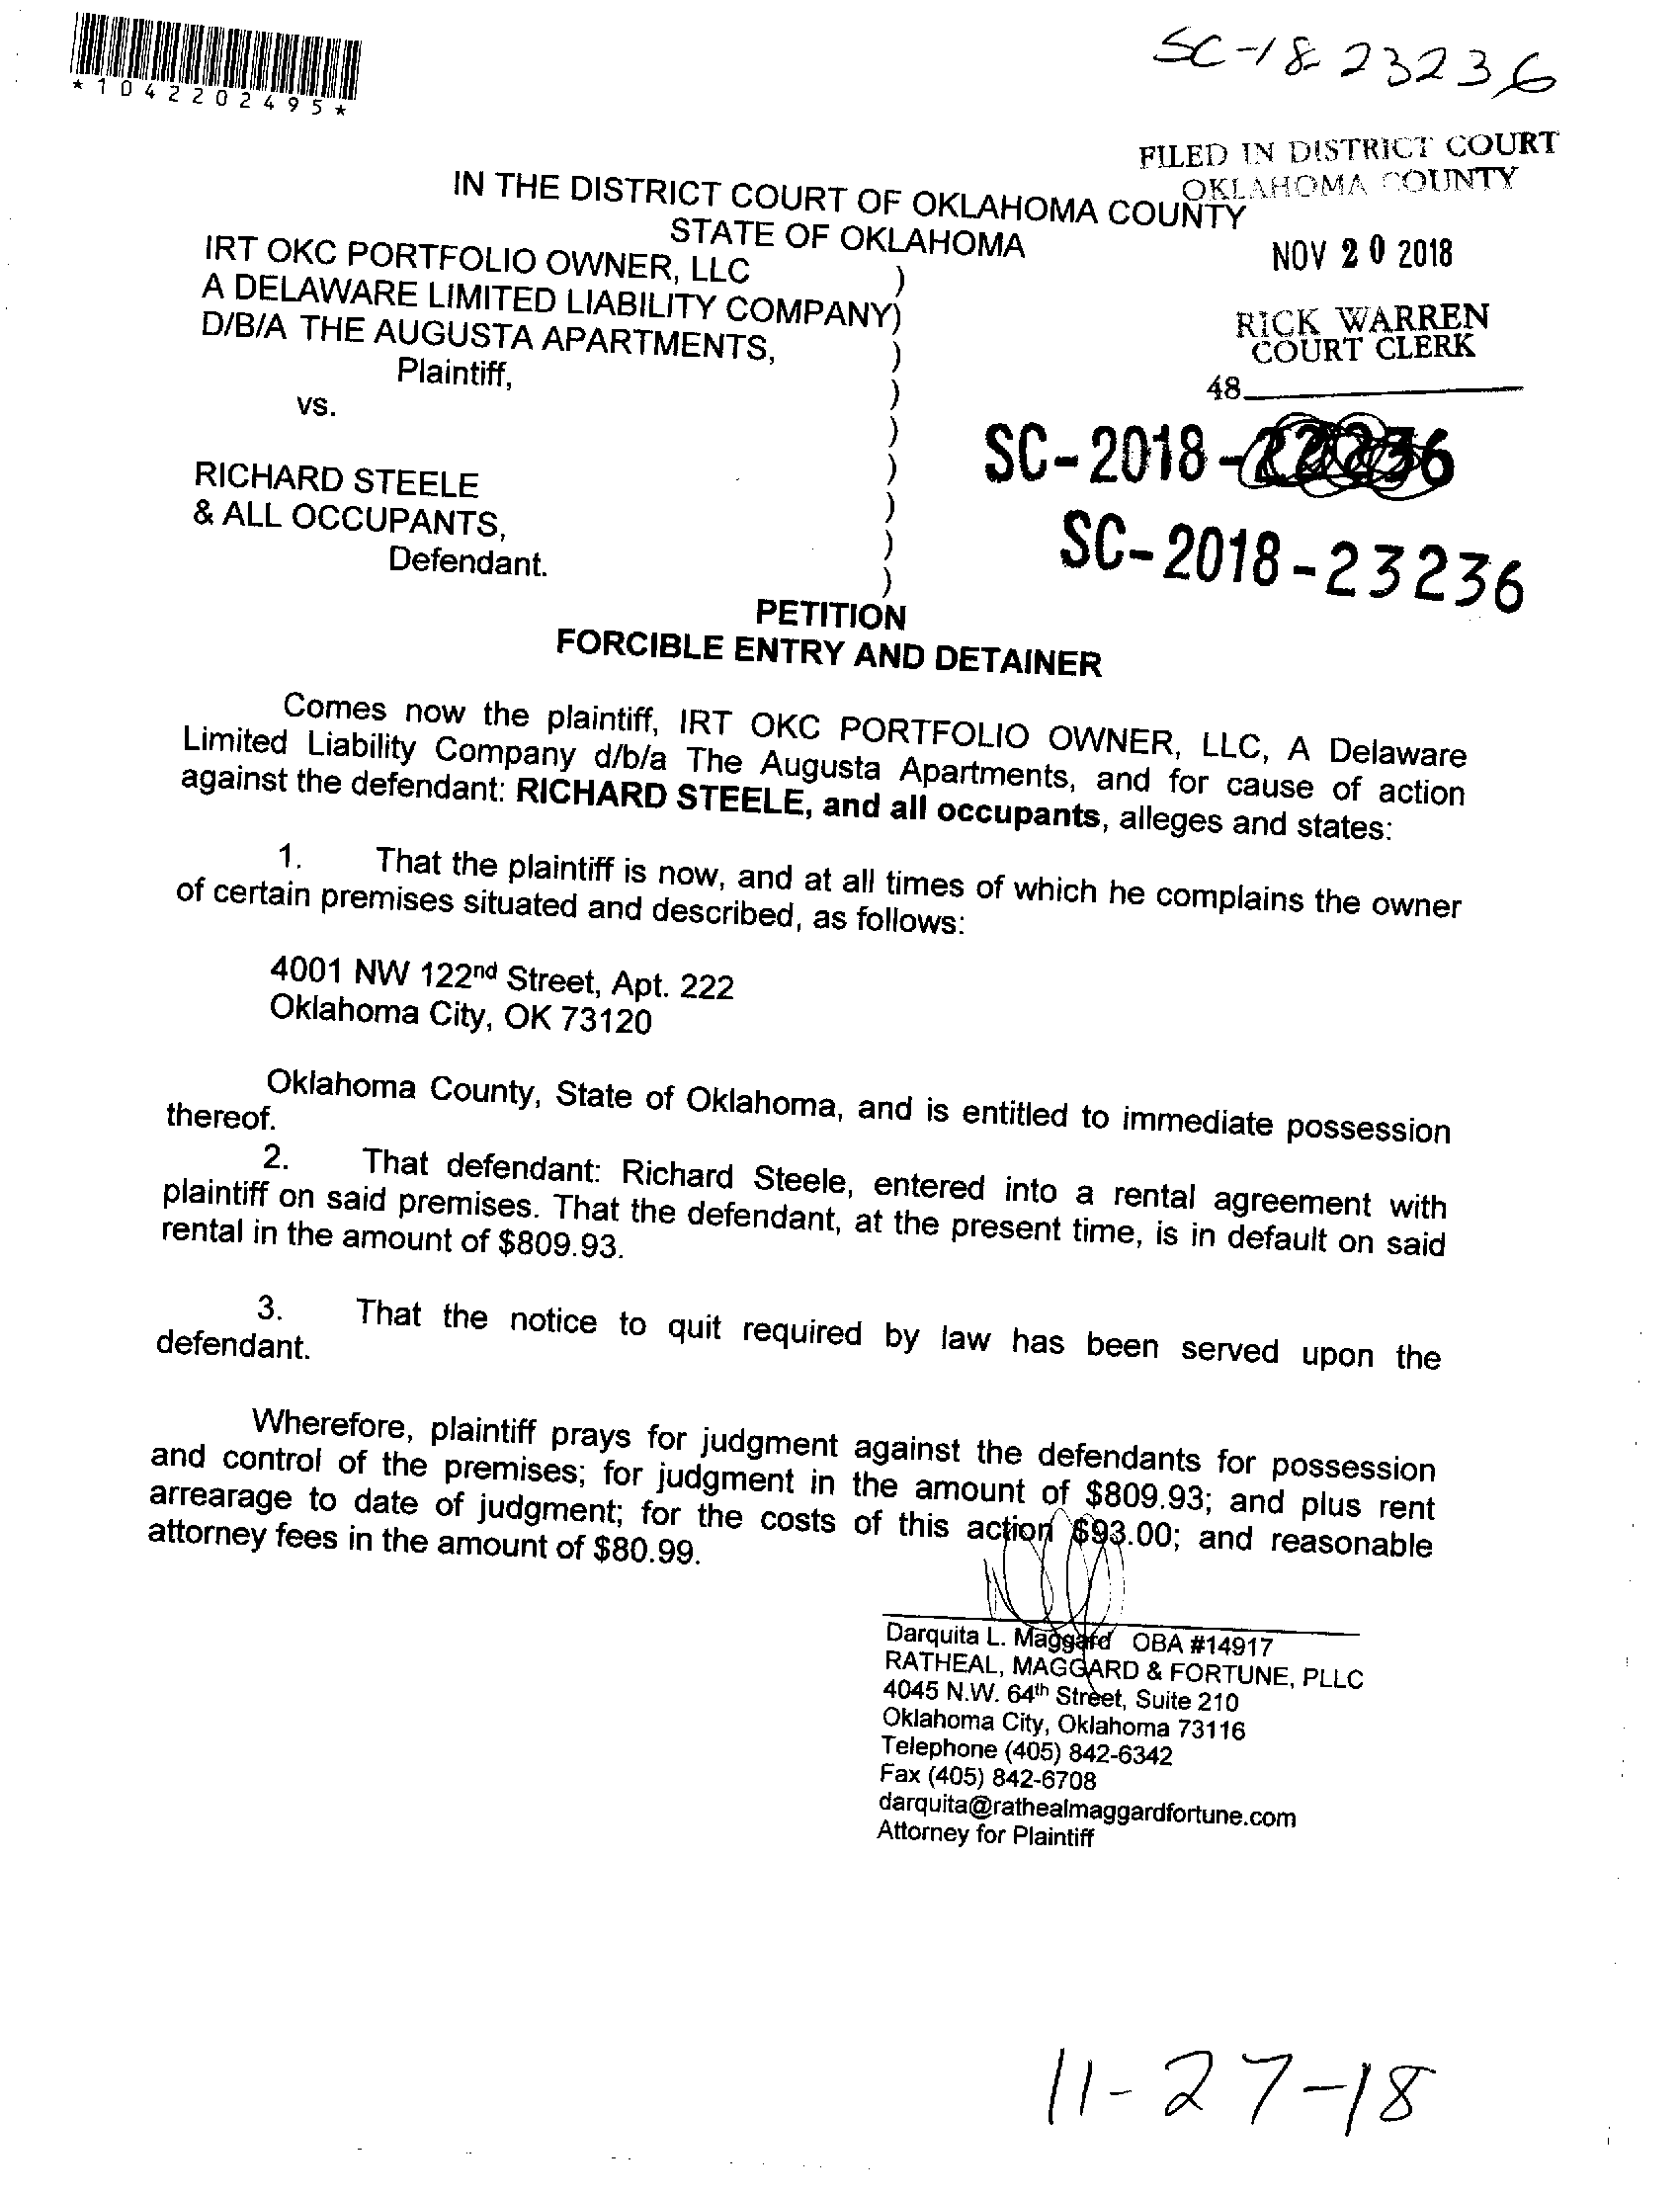 *1042202495*
SC-18 23236
FILED IN DISTRICT COURT
OKLAHOMA COUNTY
IN THE DISTRICT COURT OF OKLAHOMA COUNTY
STATE OF OKLAHOMA
NOV 20 2018
RICK WARREN
COURT CLERK
48
IRT OKC PORTFOLIO OWNER, LLC )
A DELAWARE LIMITED LIABILITY COMPANY)
D/B/A THE AUGUSTA APARTMENTS, )
Plaintiff, )
vs. )
)
RICHARD STEELE )
& ALL OCCUPANTS, )
Defendant. )
SC-2018-
SC-2018-23236
PETITION
FORCIBLE ENTRY AND DETAINER
Comes now the plaintiff, IRT OKC PORTFOLIO OWNER, LLC, A Delaware
Limited Liability Company d/b/a The Augusta Apartments, and for cause of action
against the defendant: RICHARD STEELE, and all occupants, alleges and states:
1. That the plaintiff is now, and at all times of which he complains the owner
of certain premises situated and described, as follows:
4001 NW 122nd Street, Apt. 222
Oklahoma City, OK 73120
Oklahoma County, State of Oklahoma, and is entitled to immediate possession
thereof.
2. That defendant: Richard Steele, entered into a rental agreement with
plaintiff on said premises. That the defendant, at the present time, is in default on said
rental in the amount of $809.93.
3. That the notice to quit required by law has been served upon the
defendant.
Wherefore, plaintiff prays for judgment against the defendants for possession
and control of the premises; for judgment in the amount of $809.93; and plus rent
arrearage to date of judgment; for the costs of this action $93.00; and reasonable
attorney fees in the amount of $80.99.
Darquita L. Maggard OBA #14917
RATHEAL, MAGGARD & FORTUNE, PLLC
4045 N.W. 64th Street, Suite 210
Oklahoma City, Oklahoma 73116
Telephone (405) 842-6342
Fax (405) 842-6708
darquita@rathealmaggardfortune.com
Attorney for Plaintiff
11-27-18